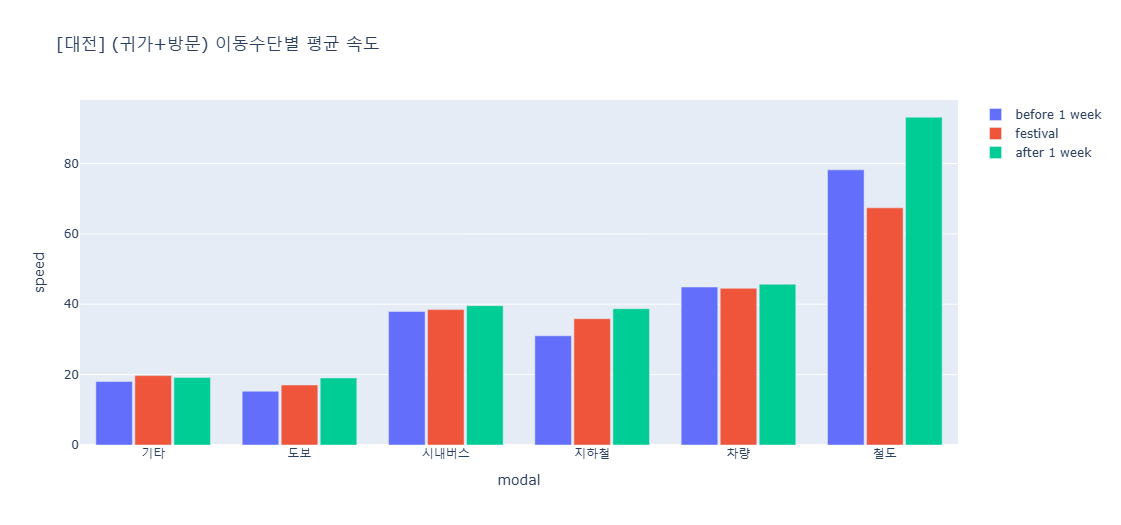 [대전] (귀가+방문) 이동수단별 평균 속도
before 1 week
festival
after 1 week
speed
80
60
40
20
0
기타 도보 시내버스 지하철 차량 철도
modal